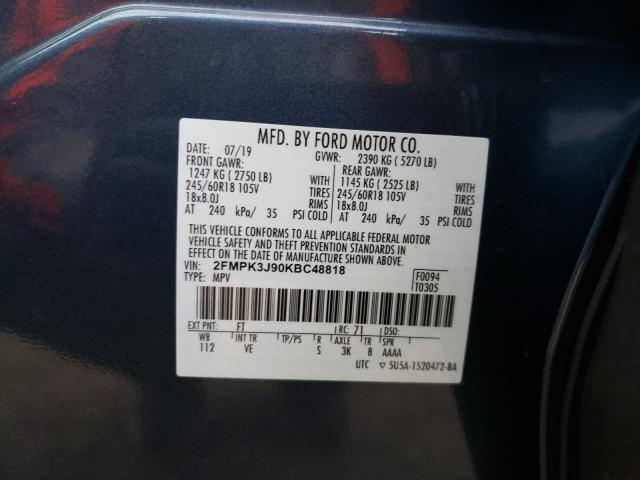 MFD. BY FORD MOTOR CO.
DATE: 07/19 GVWR: 2390 KG ( 5270 LB)
FRONT GAWR: REAR GAWR:
1247 KG ( 2750 LB) WITH 1145 KG ( 2525 LB) WITH
245/60R18 105V TIRES 245/60R18 105V TIRES
18x8.0J RIMS 18x8.0J RIMS
AT 240 kPa/ 35 PSI COLD AT 240 kPa/ 35 PSI COLD
THIS VEHICLE CONFORMS TO ALL APPLICABLE FEDERAL MOTOR
VEHICLE SAFETY AND THEFT PREVENTION STANDARDS IN
EFFECT ON THE DATE OF MANUFACTURE SHOWN ABOVE.
VIN: 2FMPK3J90KBC48818 F0094
TYPE: MPV T0305
EXT PNT: FT RC: 71 DSO:
WB INT TR TP/PS R AXLE TR SPR
112 VE S 3K 8 AAAA
UTC ▽ 5U5A-1520472-BA